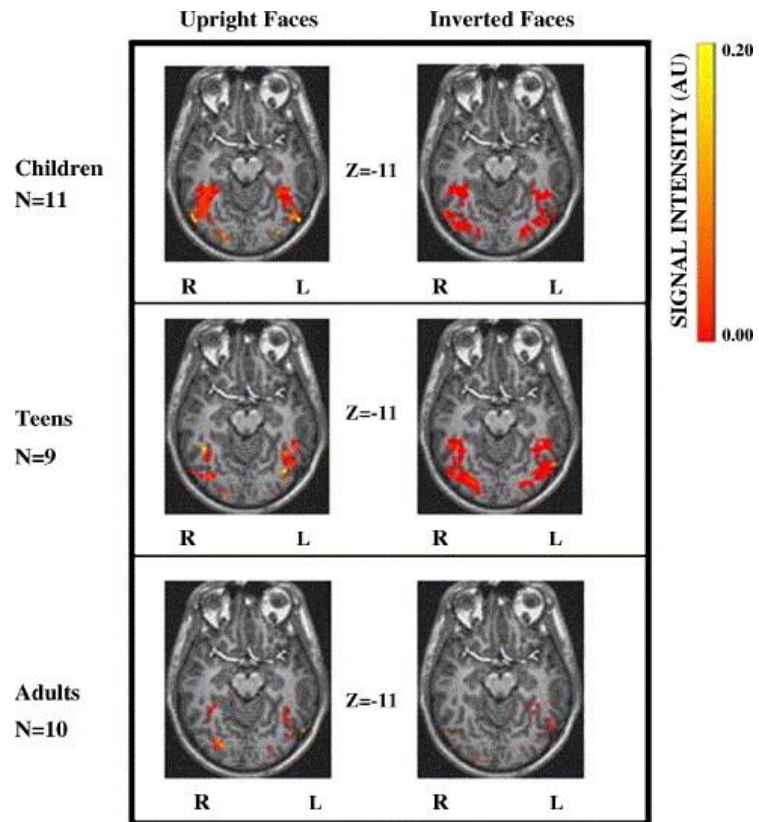 Upright Faces Inverted Faces
0.20
SIGNAL INTENSITY (AU)
0.00
Children
N=11
Z=-11
R L R L
Teens
N=9
Z=-11
R L R L
Adults
N=10
Z=-11
R L R L